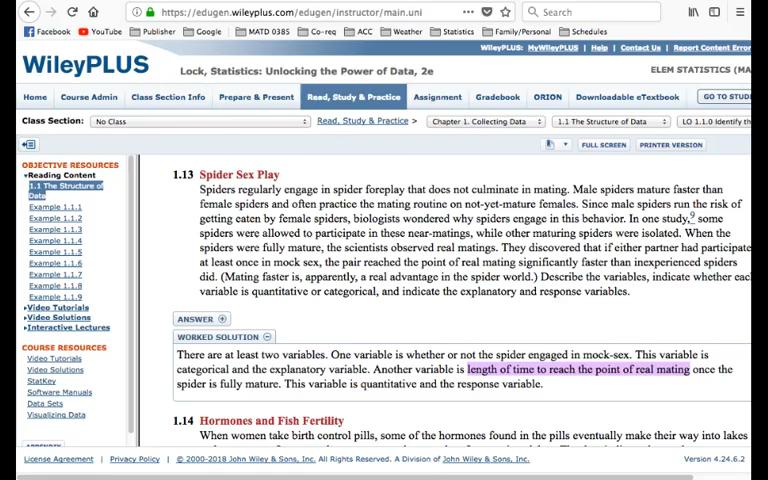 https://edugen.wileyplus.com/edugen/instructor/main.uni
Search
Facebook YouTube Publisher Google MATD 0385 Co-req ACC Weather Statistics Family/Personal Schedules
WileyPLUS: MyWileyPLUS | Help | Contact Us | Report Content Error
WileyPLUS
Lock, Statistics: Unlocking the Power of Data, 2e
ELEM STATISTICS (MA
Home Course Admin Class Section Info Prepare & Present Read, Study & Practice Assignment Gradebook ORION Downloadable eTextbook GO TO STUD
Class Section: No Class Read, Study & Practice > Chapter 1. Collecting Data 1.1 The Structure of Data LO 1.1.0 Identify th
FULL SCREEN PRINTER VERSION
OBJECTIVE RESOURCES
Reading Content
1.1 The Structure of
Data
Example 1.1.1
Example 1.1.2
Example 1.1.3
Example 1.1.4
Example 1.1.5
Example 1.1.6
Example 1.1.7
Example 1.1.8
Example 1.1.9
Video Tutorials
Video Solutions
Interactive Lectures
COURSE RESOURCES
Video Tutorials
Video Solutions
StatKey
Software Manuals
Data Sets
Visualizing Data
1.13 Spider Sex Play
Spiders regularly engage in spider foreplay that does not culminate in mating. Male spiders mature faster than
female spiders and often practice the mating routine on not-yet-mature females. Since male spiders run the risk of
getting eaten by female spiders, biologists wondered why spiders engage in this behavior. In one study,9 some
spiders were allowed to participate in these near-matings, while other maturing spiders were isolated. When the
spiders were fully mature, the scientists observed real matings. They discovered that if either partner had participate
at least once in mock sex, the pair reached the point of real mating significantly faster than inexperienced spiders
did. (Mating faster is, apparently, a real advantage in the spider world.) Describe the variables, indicate whether eac
variable is quantitative or categorical, and indicate the explanatory and response variables.
ANSWER
WORKED SOLUTION
There are at least two variables. One variable is whether or not the spider engaged in mock-sex. This variable is
categorical and the explanatory variable. Another variable is length of time to reach the point of real mating once the
spider is fully mature. This variable is quantitative and the response variable.
1.14 Hormones and Fish Fertility
When women take birth control pills, some of the hormones found in the pills eventually make their way into lakes
License Agreement | Privacy Policy | © 2000-2018 John Wiley & Sons, Inc. All Rights Reserved. A Division of John Wiley & Sons, Inc. Version 4.24.6.2